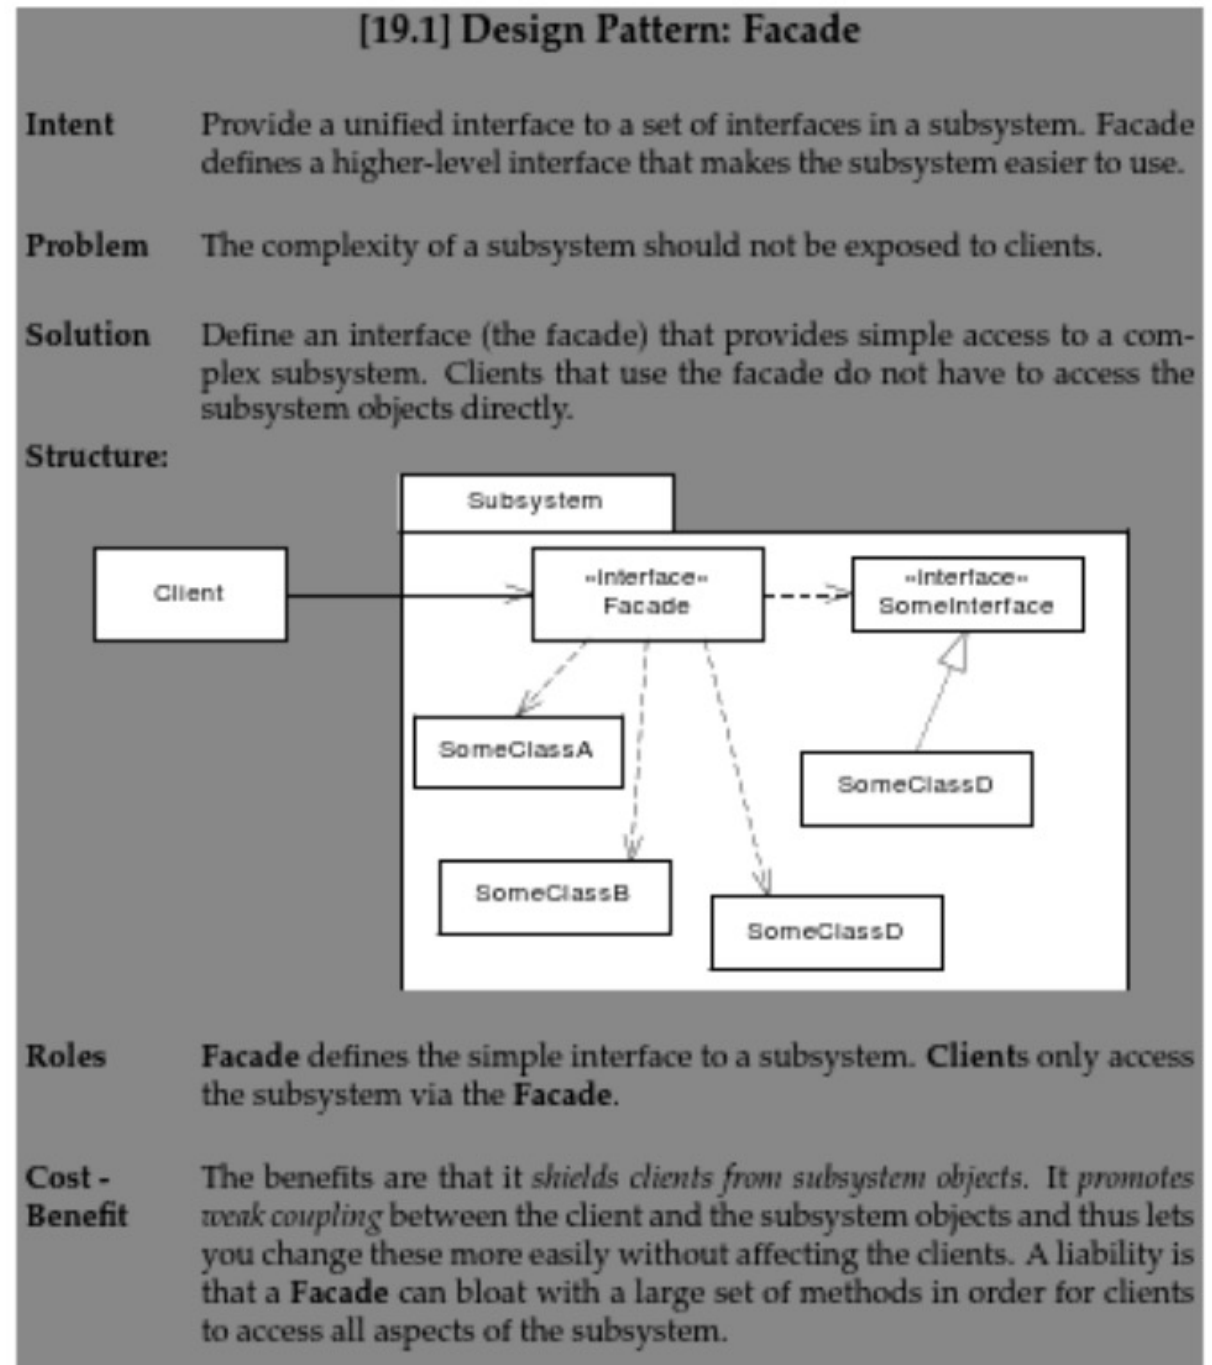 [19.1] Design Pattern: Facade
Intent Provide a unified interface to a set of interfaces in a subsystem. Facade
defines a higher-level interface that makes the subsystem easier to use.
Problem The complexity of a subsystem should not be exposed to clients.
Solution Define an interface (the facade) that provides simple access to a com-
plex subsystem. Clients that use the facade do not have to access the
subsystem objects directly.
Structure:
Subsystem
Client
«Interface»
Facade
«Interface»
SomeInterface
SomeClassA
SomeClassD
SomeClassB
SomeClassD
Roles Facade defines the simple interface to a subsystem. Clients only access
the subsystem via the Facade.
Cost - The benefits are that it shields clients from subsystem objects. It promotes
Benefit weak coupling between the client and the subsystem objects and thus lets
you change these more easily without affecting the clients. A liability is
that a Facade can bloat with a large set of methods in order for clients
to access all aspects of the subsystem.